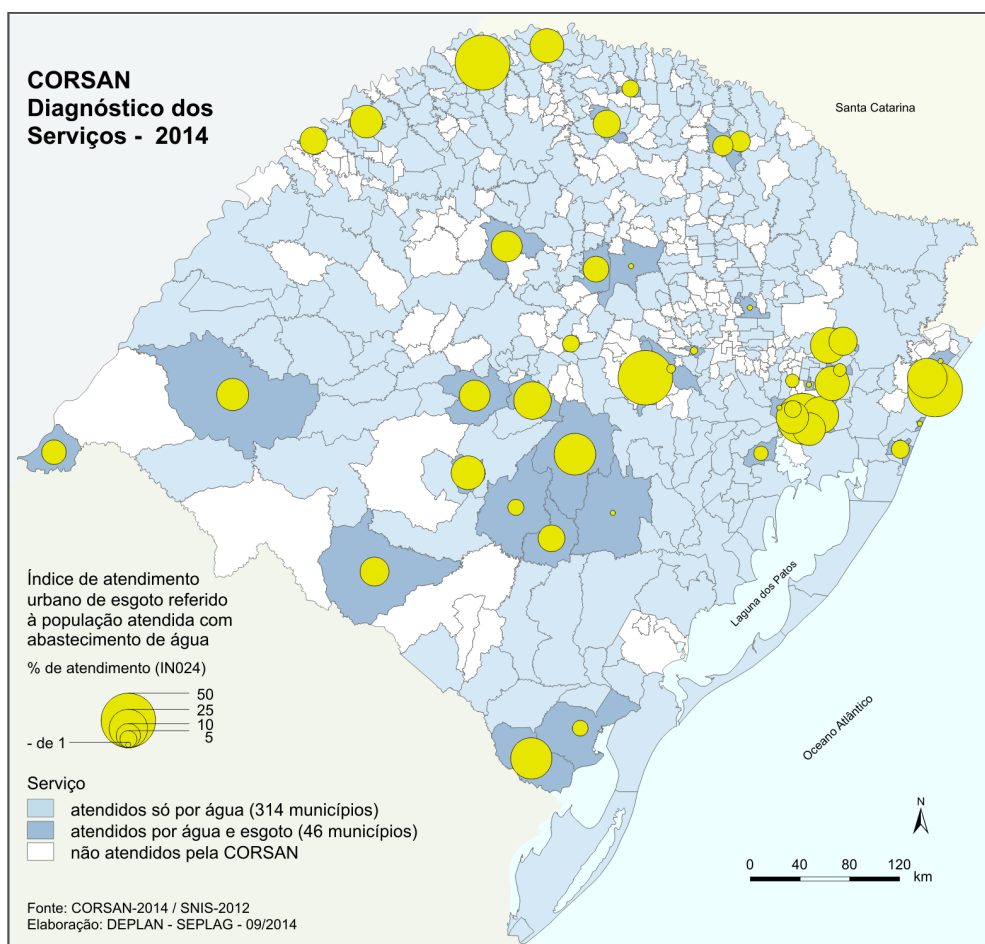 CORSAN
Diagnóstico dos
Serviços - 2014
Santa Catarina
Laguna dos Patos
Oceano Atlântico
Índice de atendimento
urbano de esgoto referido
à população atendida com
abastecimento de água
% de atendimento (IN024)
50
25
10
5
- de 1
Serviço
atendidos só por água (314 municípios)
atendidos por água e esgoto (46 municípios)
não atendidos pela CORSAN
N
0 40 80 120
km
Fonte: CORSAN-2014 / SNIS-2012
Elaboração: DEPLAN - SEPLAG - 09/2014